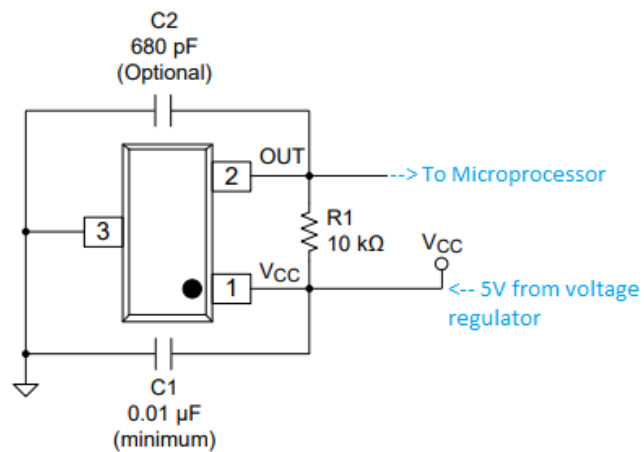 C2
680 pF
(Optional)
OUT
2
--> To Microprocessor
3
R1
10 kΩ
VCC
VCC
1
<-- 5V from voltage
regulator
C1
0.01 µF
(minimum)